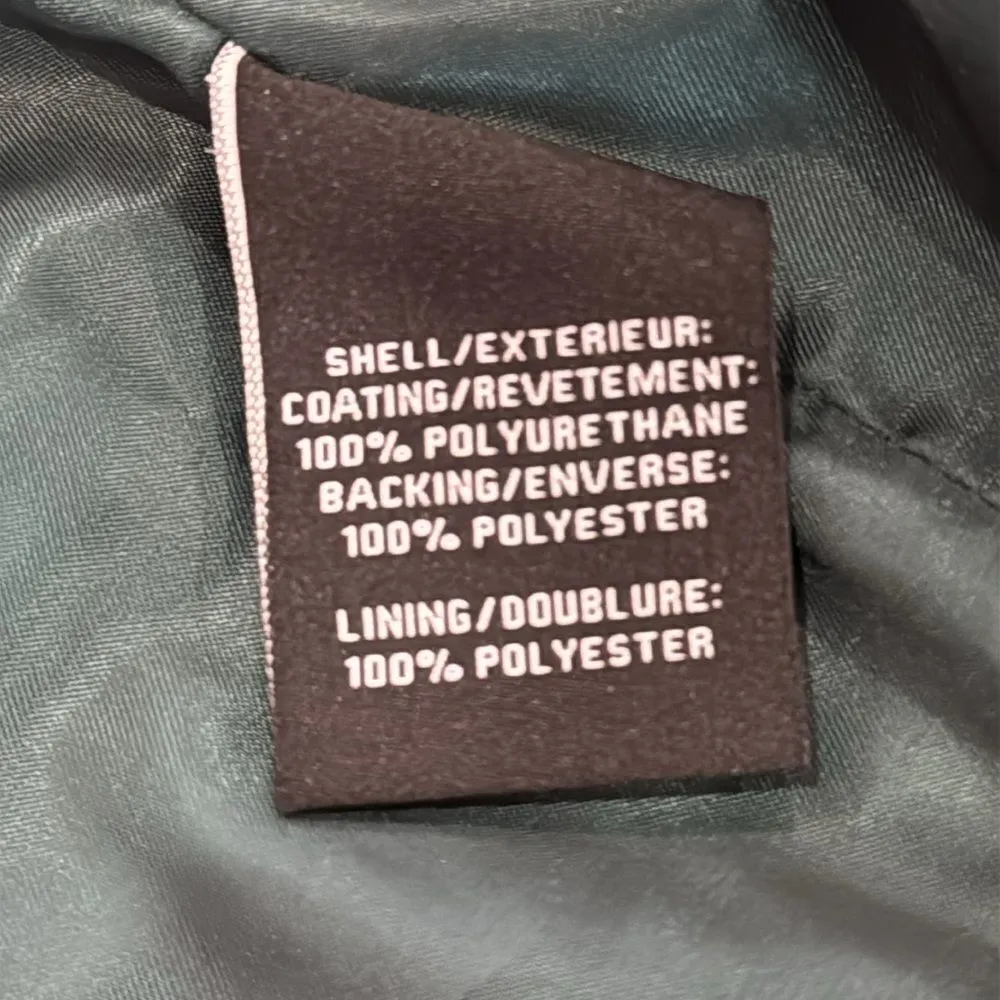 SHELL/EXTERIEUR:
COATING/REVETEMENT:
100% POLYURETHANE
BACKING/ENVERSE:
100% POLYESTER
LINING/DOUBLURE:
100% POLYESTER